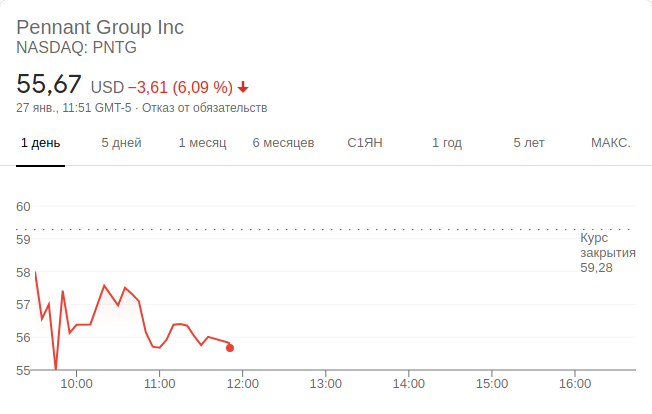 Pennant Group Inc
NASDAQ: PNTG
55,67 USD −3,61 (6,09 %)
27 янв., 11:51 GMT-5 · Отказ от обязательств
1 день 5 дней 1 месяц 6 месяцев С1ЯН 1 год 5 лет МАКС.
60
59
58
57
56
55
Курс
закрытия
59,28
10:00 11:00 12:00 13:00 14:00 15:00 16:00